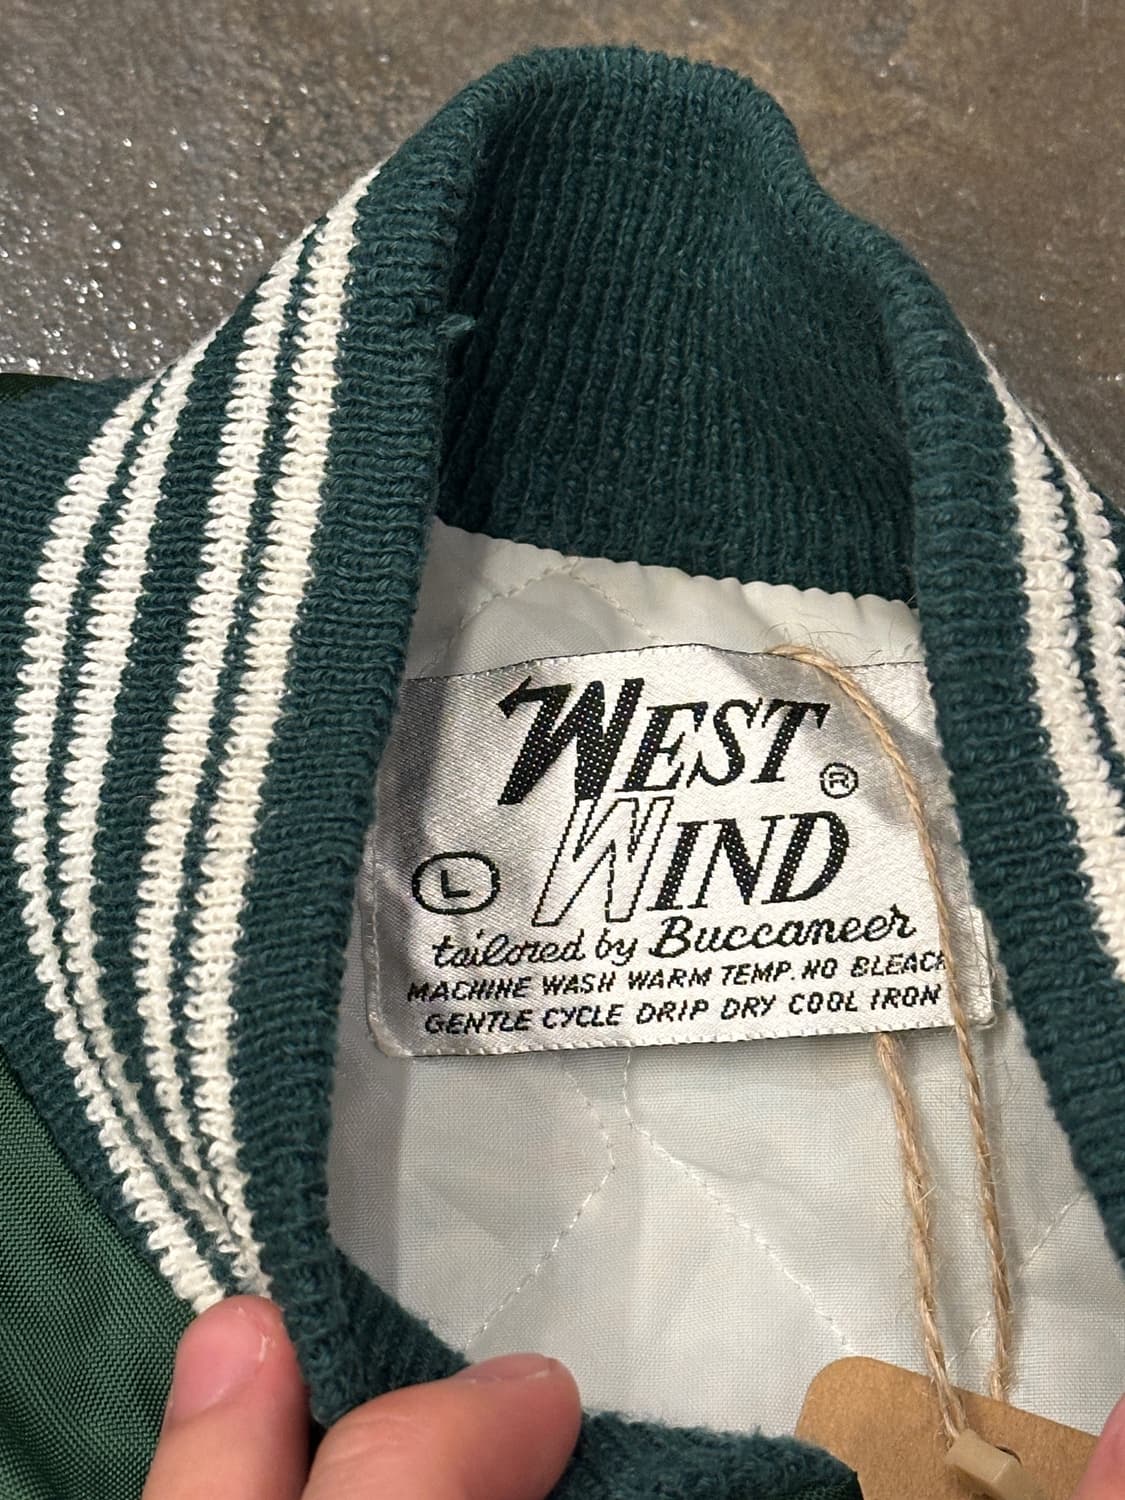 WEST
WIND
®
L
tailored by Buccaneer
MACHINE WASH WARM TEMP. NO BLEACH
GENTLE CYCLE DRIP DRY COOL IRON